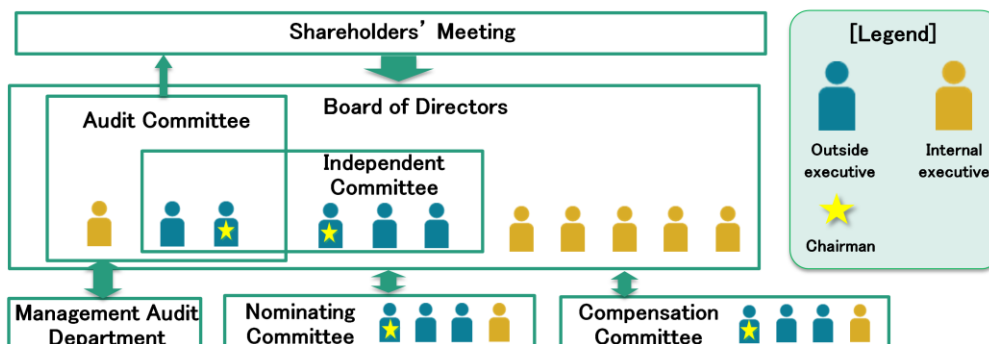 Shareholders’ Meeting
Board of Directors
Audit Committee
Independent
Committee
Management Audit
Department
Nominating
Committee
Compensation
Committee
[Legend]
Outside
executive
Internal
executive
Chairman